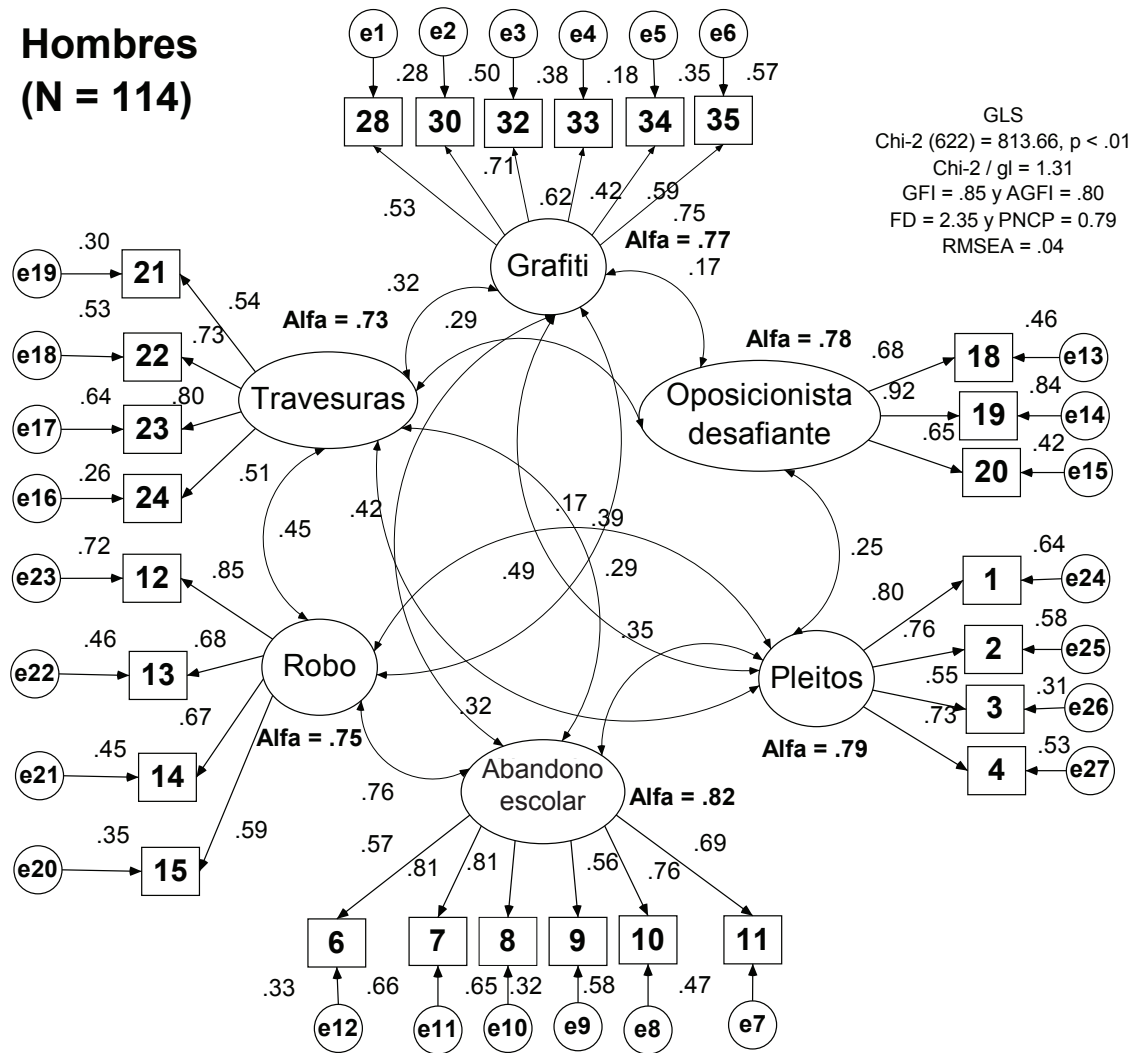 Hombres
(N = 114)
e1 e2 e3 e4 e5 e6
.28 .50 .38 .18 .35 .57
28 30 32 33 34 35
GLS
Chi-2 (622) = 813.66, p < .01
Chi-2 / gl = 1.31
GFI = .85 y AGFI = .80
FD = 2.35 y PNCP = 0.79
RMSEA = .04
.53 .71 .62 .42 .59 .75
Grafiti
Alfa = .77
.32 .29 .17
e19 .30 21 .54
e18 .53 22 .73
e17 .64 23 .80
e16 .26 24 .51
Alfa = .73
Travesuras
Alfa = .78
Oposicionista
desafiante
.68 18 .46 e13
.92 19 .84 e14
.65 20 .42 e15
.45 .42 .17 .39 .25
.49 .29 .35
e23 .72 12 .85
e22 .46 13 .68
e21 .45 14 .67
e20 .35 15 .59
Robo
Alfa = .75
.80 1 .64 e24
.76 2 .58 e25
.55 3 .31 e26
.73 4 .53 e27
Pleitos
Alfa = .79
.32
.76
Abandono
escolar
Alfa = .82
.57 .81 .81 .56 .76 .69
6 7 8 9 10 11
.33 .66 .65 .32 .58 .47
e12 e11 e10 e9 e8 e7